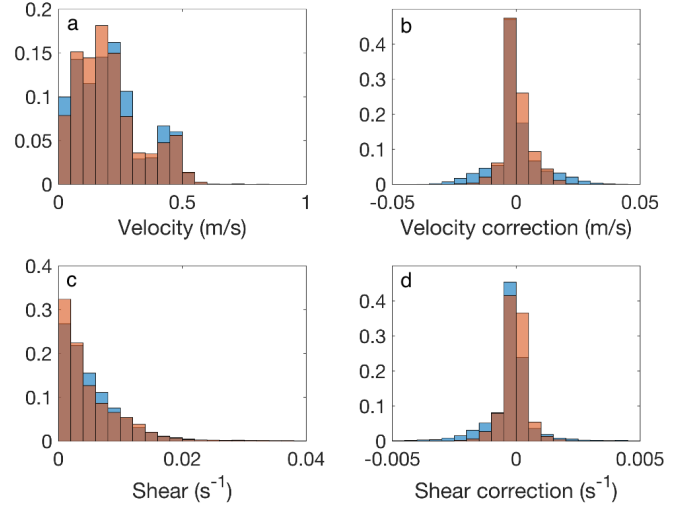 a
0.2
0.15
0.1
0.05
0
0 0.5 1
Velocity (m/s)
b
0.4
0.3
0.2
0.1
0
-0.05 0 0.05
Velocity correction (m/s)
c
0.4
0.3
0.2
0.1
0
0 0.02 0.04
Shear (s⁻¹)
d
0.4
0.3
0.2
0.1
0
-0.005 0 0.005
Shear correction (s⁻¹)